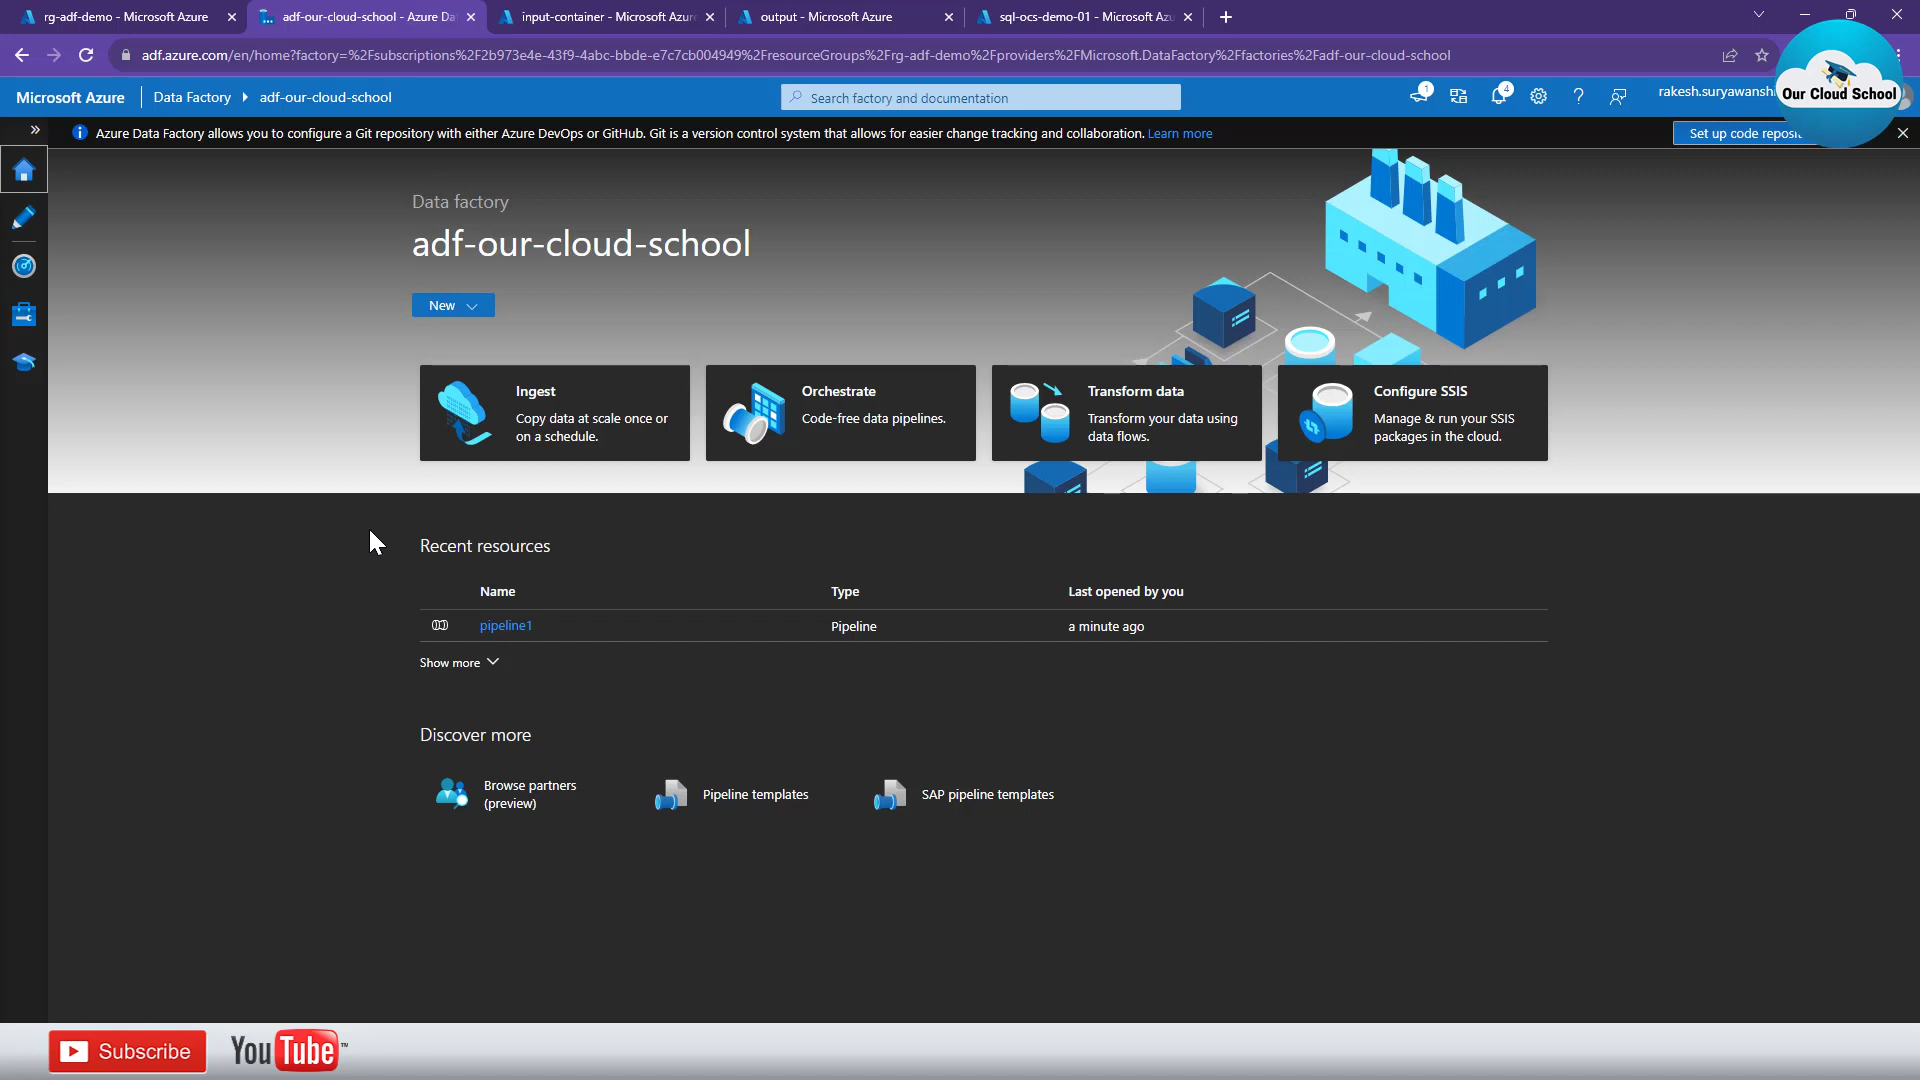 rg-adf-demo - Microsoft Azure
adf-our-cloud-school - Azure Da
input-container - Microsoft Azure
output - Microsoft Azure
sql-ocs-demo-01 - Microsoft Azu
adf.azure.com/en/home?factory=%2Fsubscriptions%2F2b973e4e-43f9-4abc-bbde-e7c7cb004949%2FresourceGroups%2Frg-adf-demo%2Fproviders%2FMicrosoft.DataFactory%2Ffactories%2Fadf-our-cloud-school
Microsoft Azure
Data Factory
adf-our-cloud-school
Search factory and documentation
1
4
rakesh.suryawanshi
Our Cloud School
Azure Data Factory allows you to configure a Git repository with either Azure DevOps or GitHub. Git is a version control system that allows for easier change tracking and collaboration. Learn more
Set up code reposit
Data factory
adf-our-cloud-school
New
Ingest
Copy data at scale once or
on a schedule.
Orchestrate
Code-free data pipelines.
Transform data
Transform your data using
data flows.
Configure SSIS
Manage & run your SSIS
packages in the cloud.
Recent resources
Name Type Last opened by you
pipeline1 Pipeline a minute ago
Show more
Discover more
Browse partners
(preview)
Pipeline templates
SAP pipeline templates
Subscribe
YouTube™